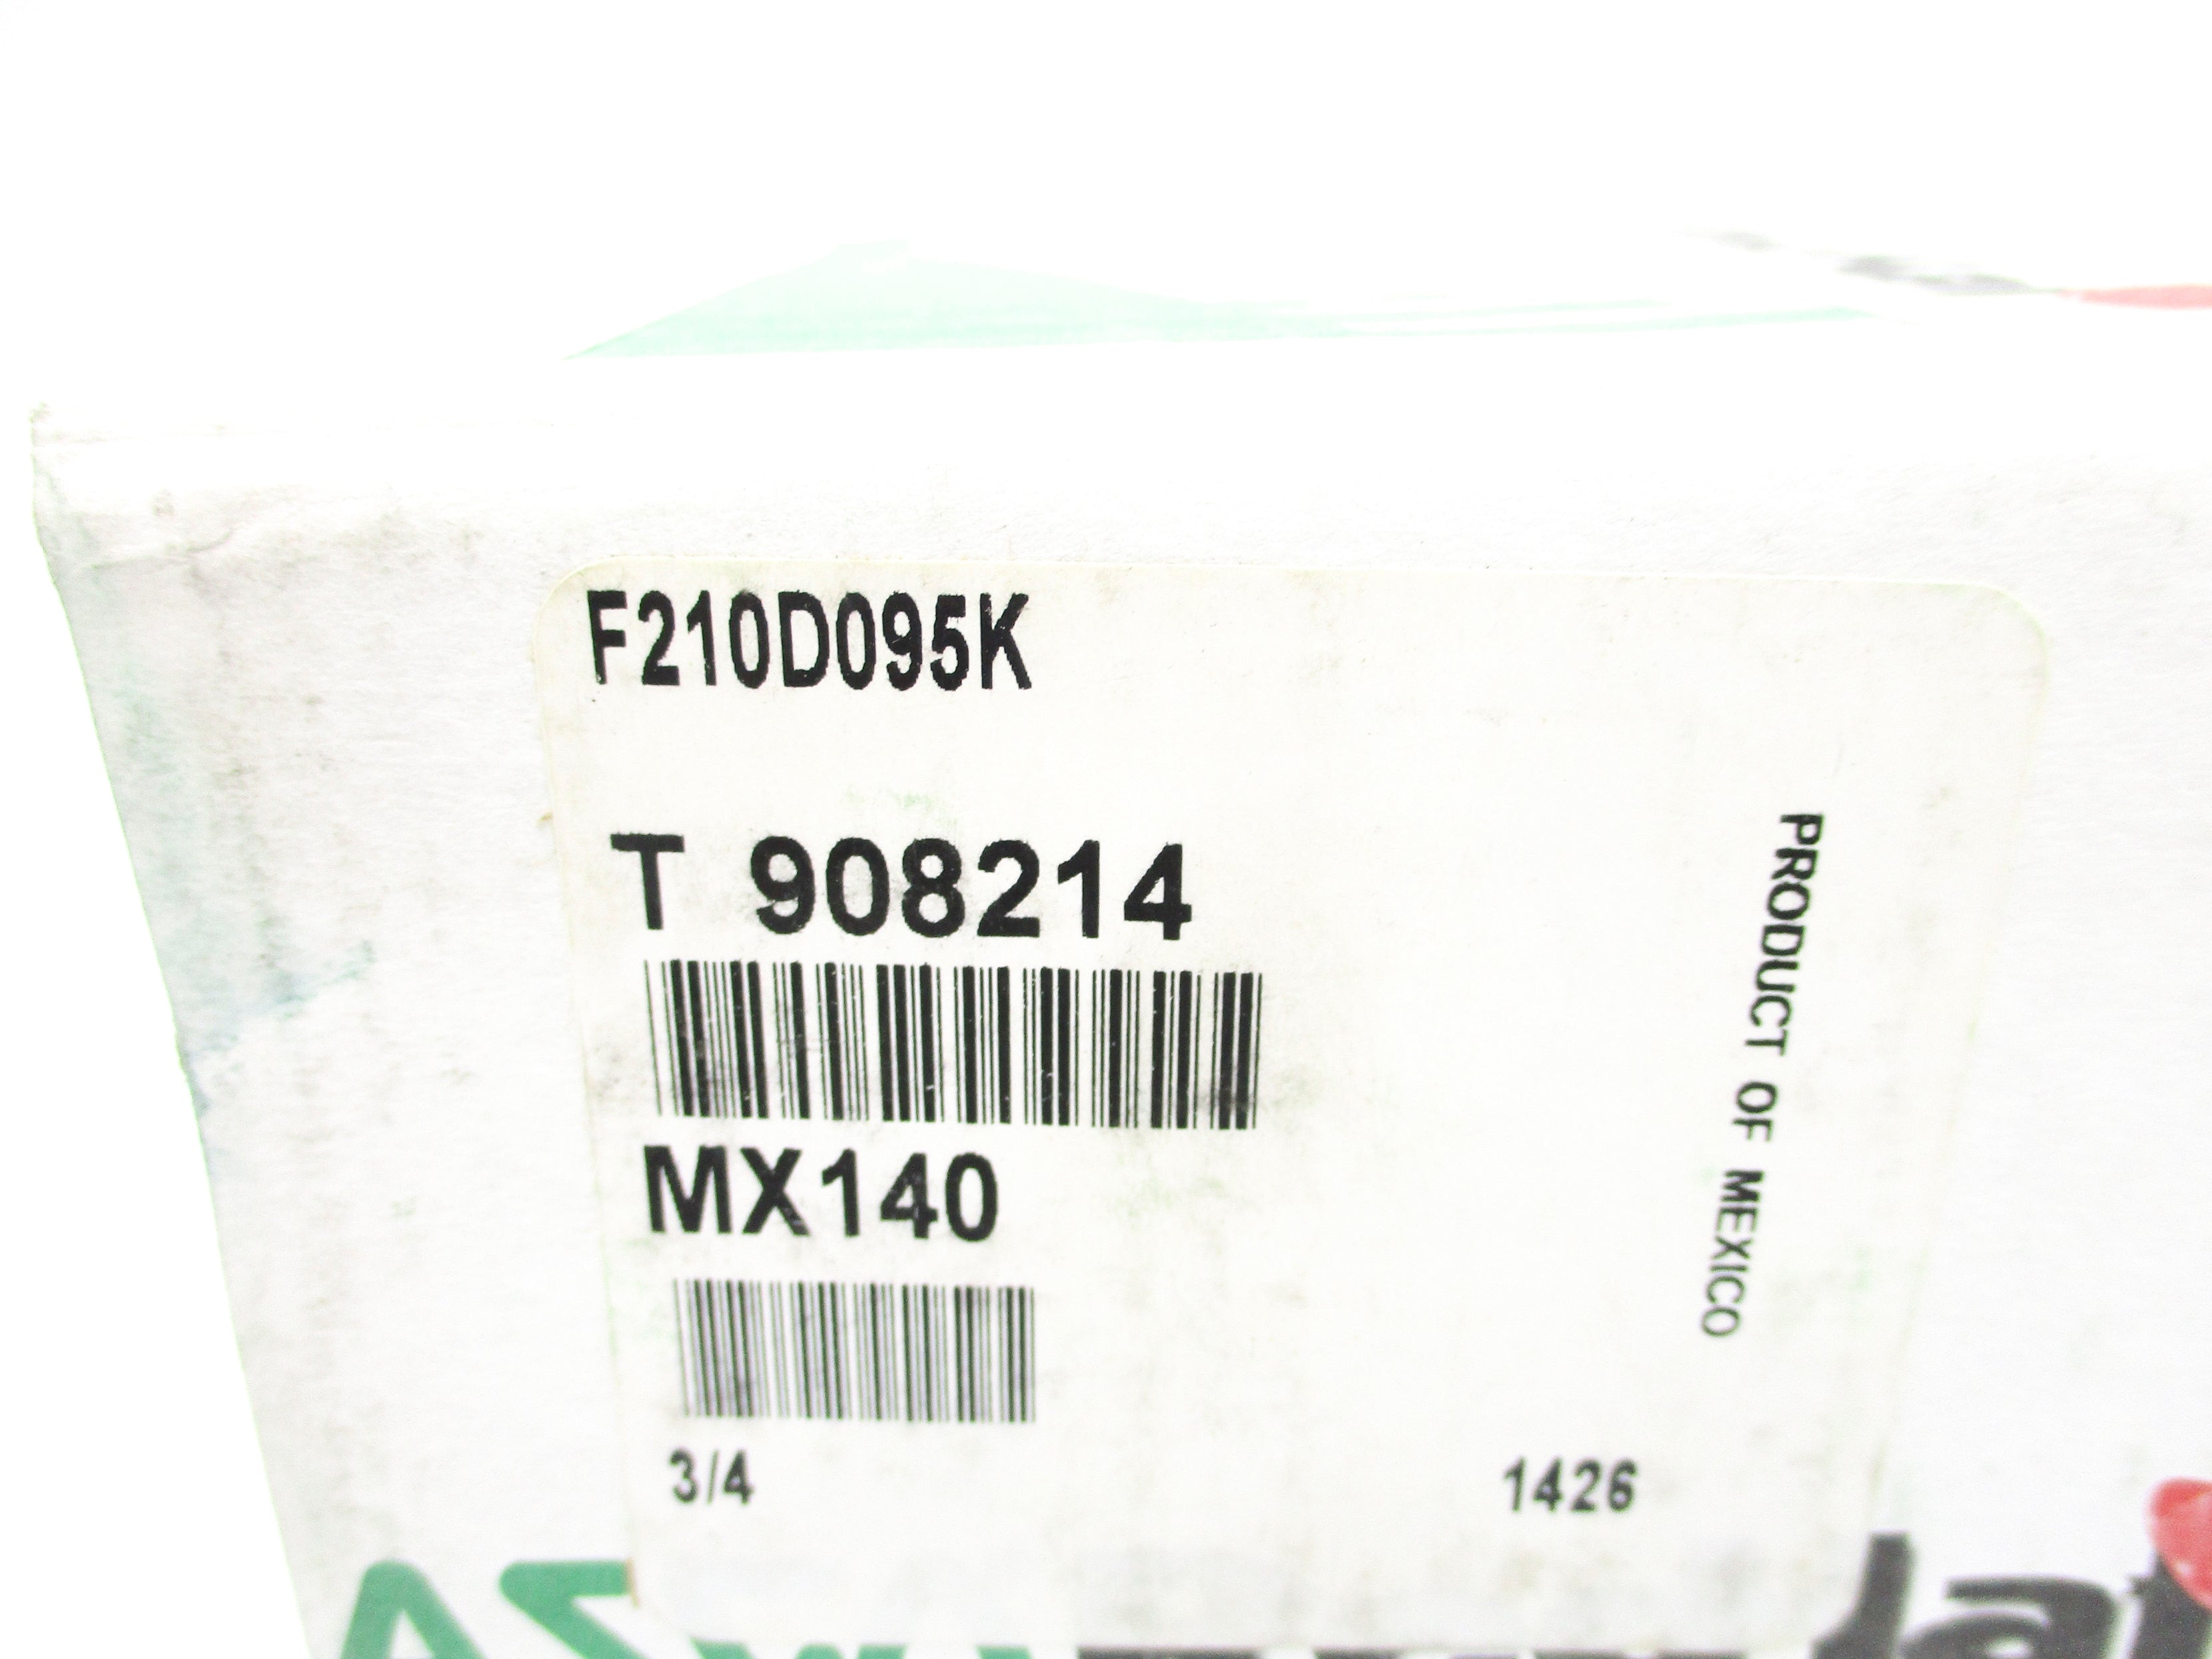 F210D095K
T 908214
MX140
3/4
1426
PRODUCT OF MEXICO